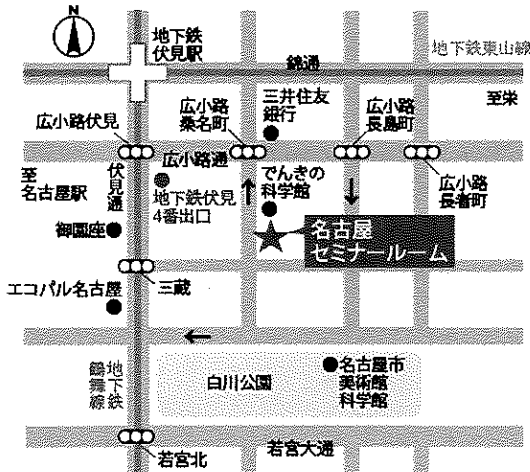 N
地下鉄
伏見駅
地下鉄東山線
錦通
三井住友
銀行
至栄
広小路伏見
広小路
桑名町
広小路
長島町
広小路通
至
名古屋駅
伏見通
地下鉄伏見
4番出口
でんきの
科学館
広小路
長者町
御園座
名古屋
セミナールーム
エコパル名古屋
三蔵
地下鉄
鶴舞線
白川公園
名古屋市
美術館
科学館
若宮北
若宮大通